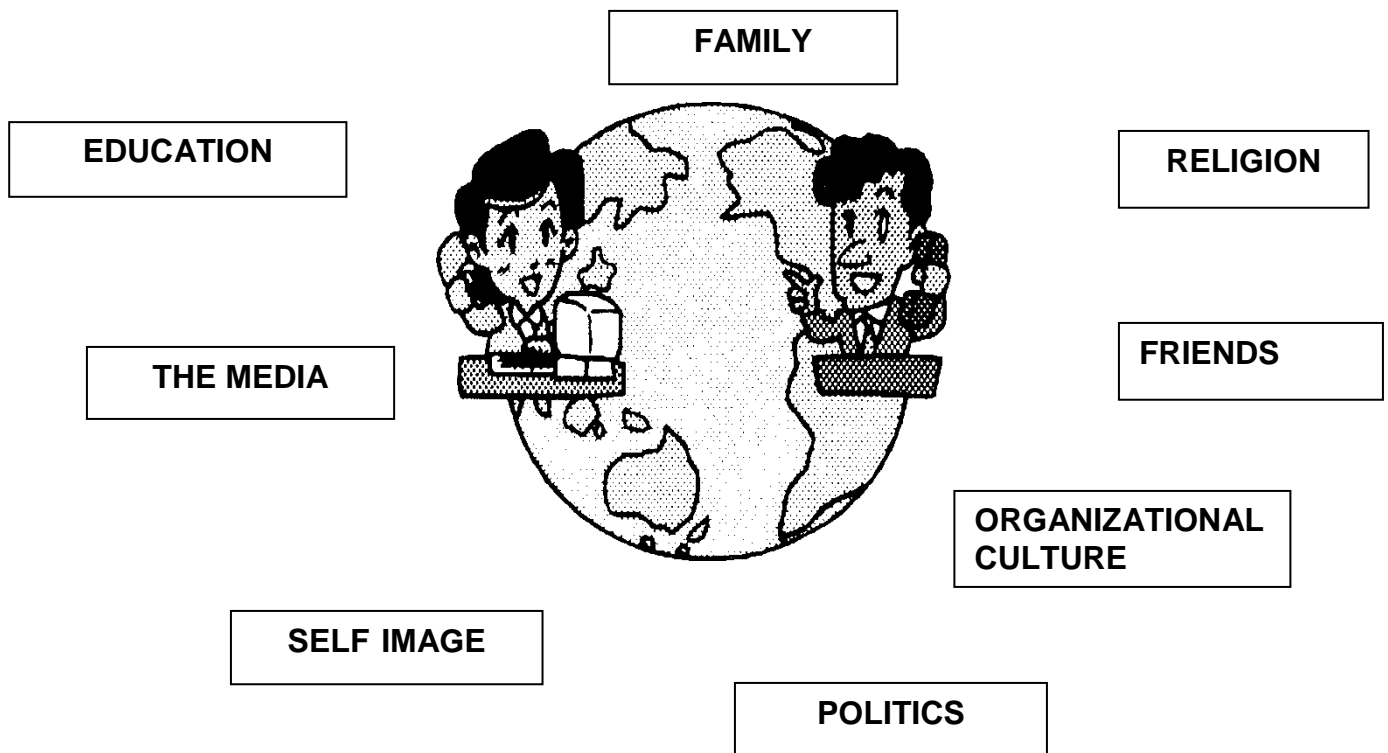 FAMILY
EDUCATION
RELIGION
THE MEDIA
FRIENDS
ORGANIZATIONAL
CULTURE
SELF IMAGE
POLITICS